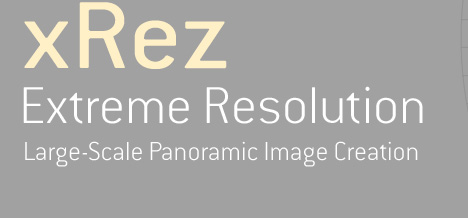 xRez
Extreme Resolution
Large-Scale Panoramic Image Creation